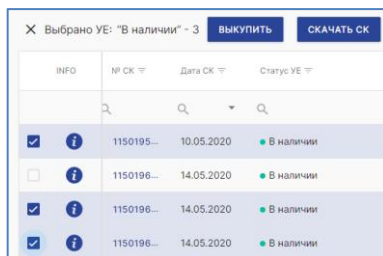 Выбрано УЕ: "В наличии" - 3 ВЫКУПИТЬ СКАЧАТЬ СК
INFO № СК Дата СК Статус УЕ
1150195... 10.05.2020 В наличии
1150196... 14.05.2020 В наличии
1150196... 14.05.2020 В наличии
1150196... 14.05.2020 В наличии